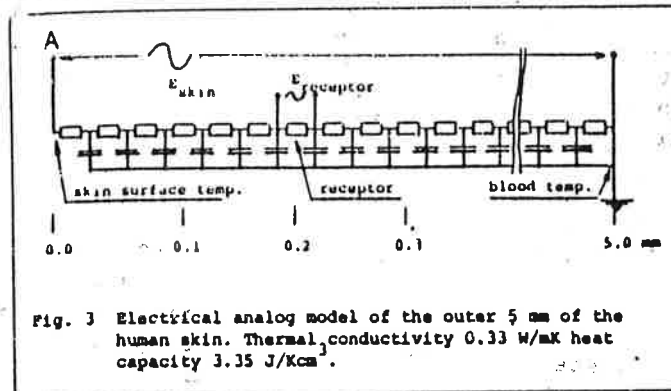 A
E skin
E receptor
skin surface temp.
receptor
blood temp.
0.0 0.1 0.2 0.3 5.0 mm
Fig. 3 Electrical analog model of the outer 5 mm of the
human skin. Thermal conductivity 0.33 W/mK heat
capacity 3.35 J/Kcm³.